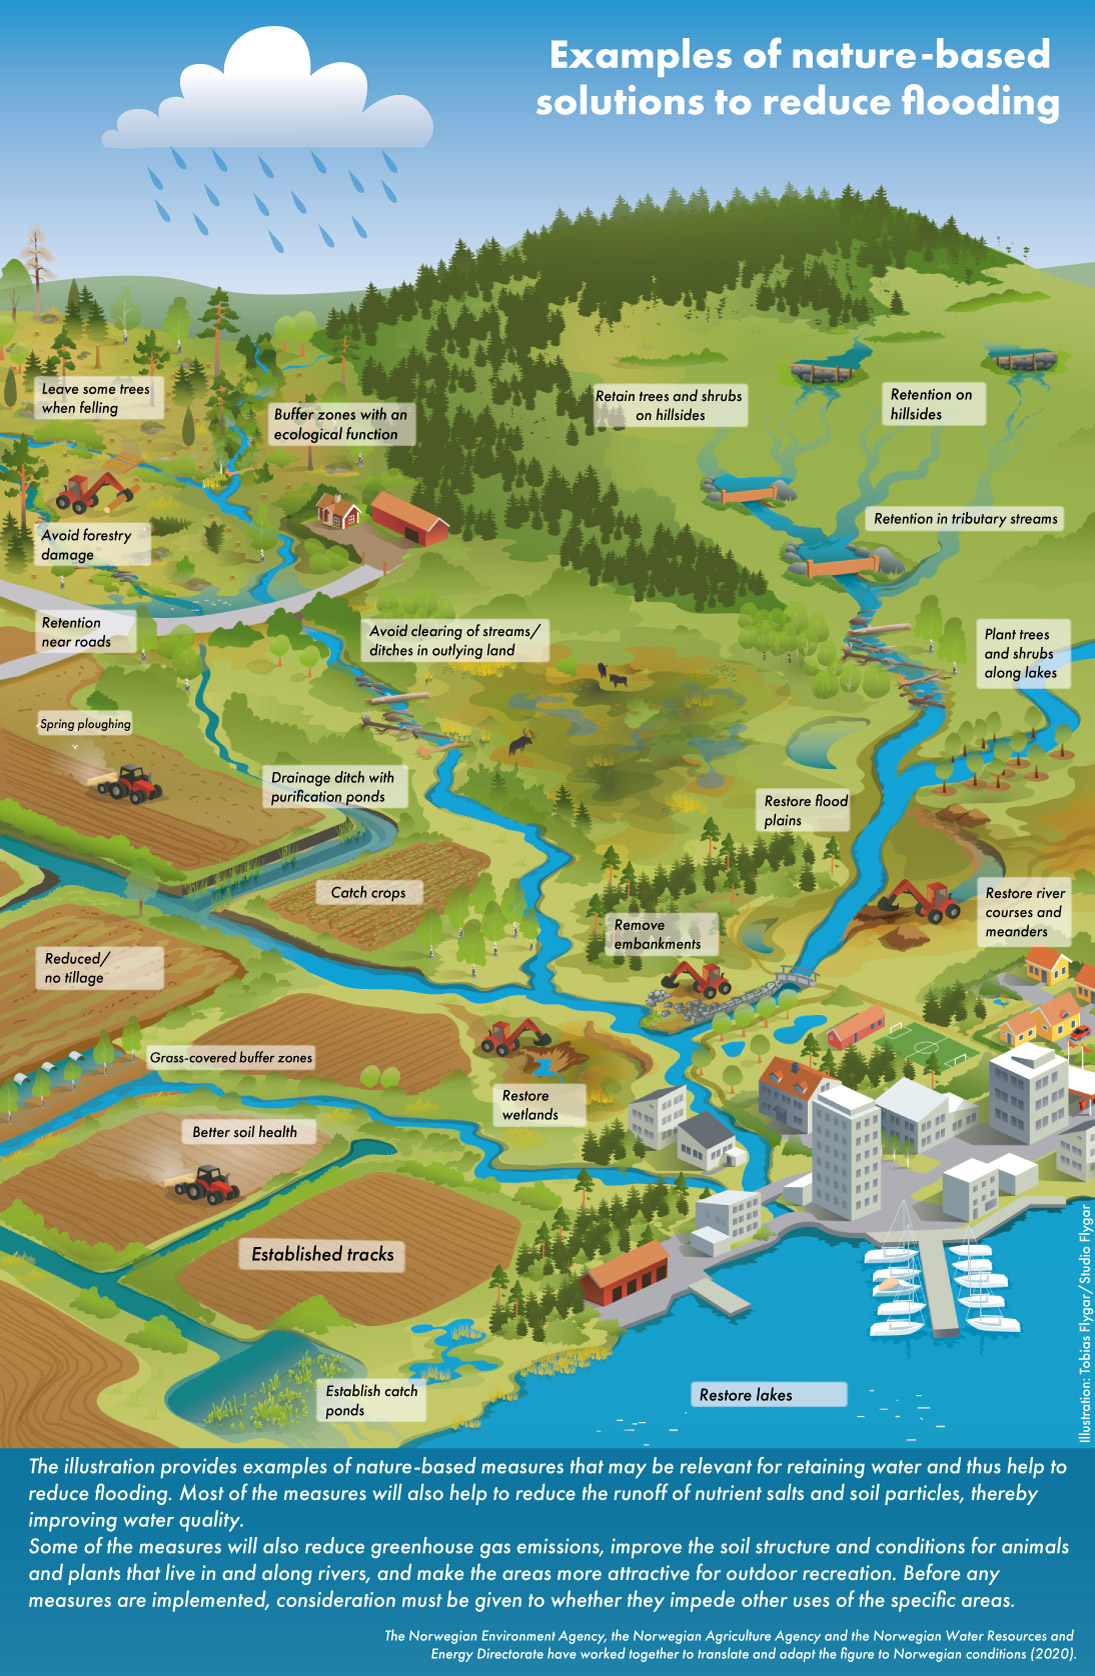 Examples of nature-based
solutions to reduce flooding
Leave some trees
when felling
Buffer zones with an
ecological function
Retain trees and shrubs
on hillsides
Retention on
hillsides
Retention in tributary streams
Avoid forestry
damage
Retention
near roads
Avoid clearing of streams/
ditches in outlying land
Plant trees
and shrubs
along lakes
Spring ploughing
Drainage ditch with
purification ponds
Restore flood
plains
Catch crops
Restore river
courses and
meanders
Remove
embankments
Reduced/
no tillage
Grass-covered buffer zones
Restore
wetlands
Better soil health
Established tracks
Establish catch
ponds
Restore lakes
Illustration: Tobias Flygar/Studio Flygar
The illustration provides examples of nature-based measures that may be relevant for retaining water and thus help to
reduce flooding. Most of the measures will also help to reduce the runoff of nutrient salts and soil particles, thereby
improving water quality.
Some of the measures will also reduce greenhouse gas emissions, improve the soil structure and conditions for animals
and plants that live in and along rivers, and make the areas more attractive for outdoor recreation. Before any
measures are implemented, consideration must be given to whether they impede other uses of the specific areas.
The Norwegian Environment Agency, the Norwegian Agriculture Agency and the Norwegian Water Resources and
Energy Directorate have worked together to translate and adapt the figure to Norwegian conditions (2020).